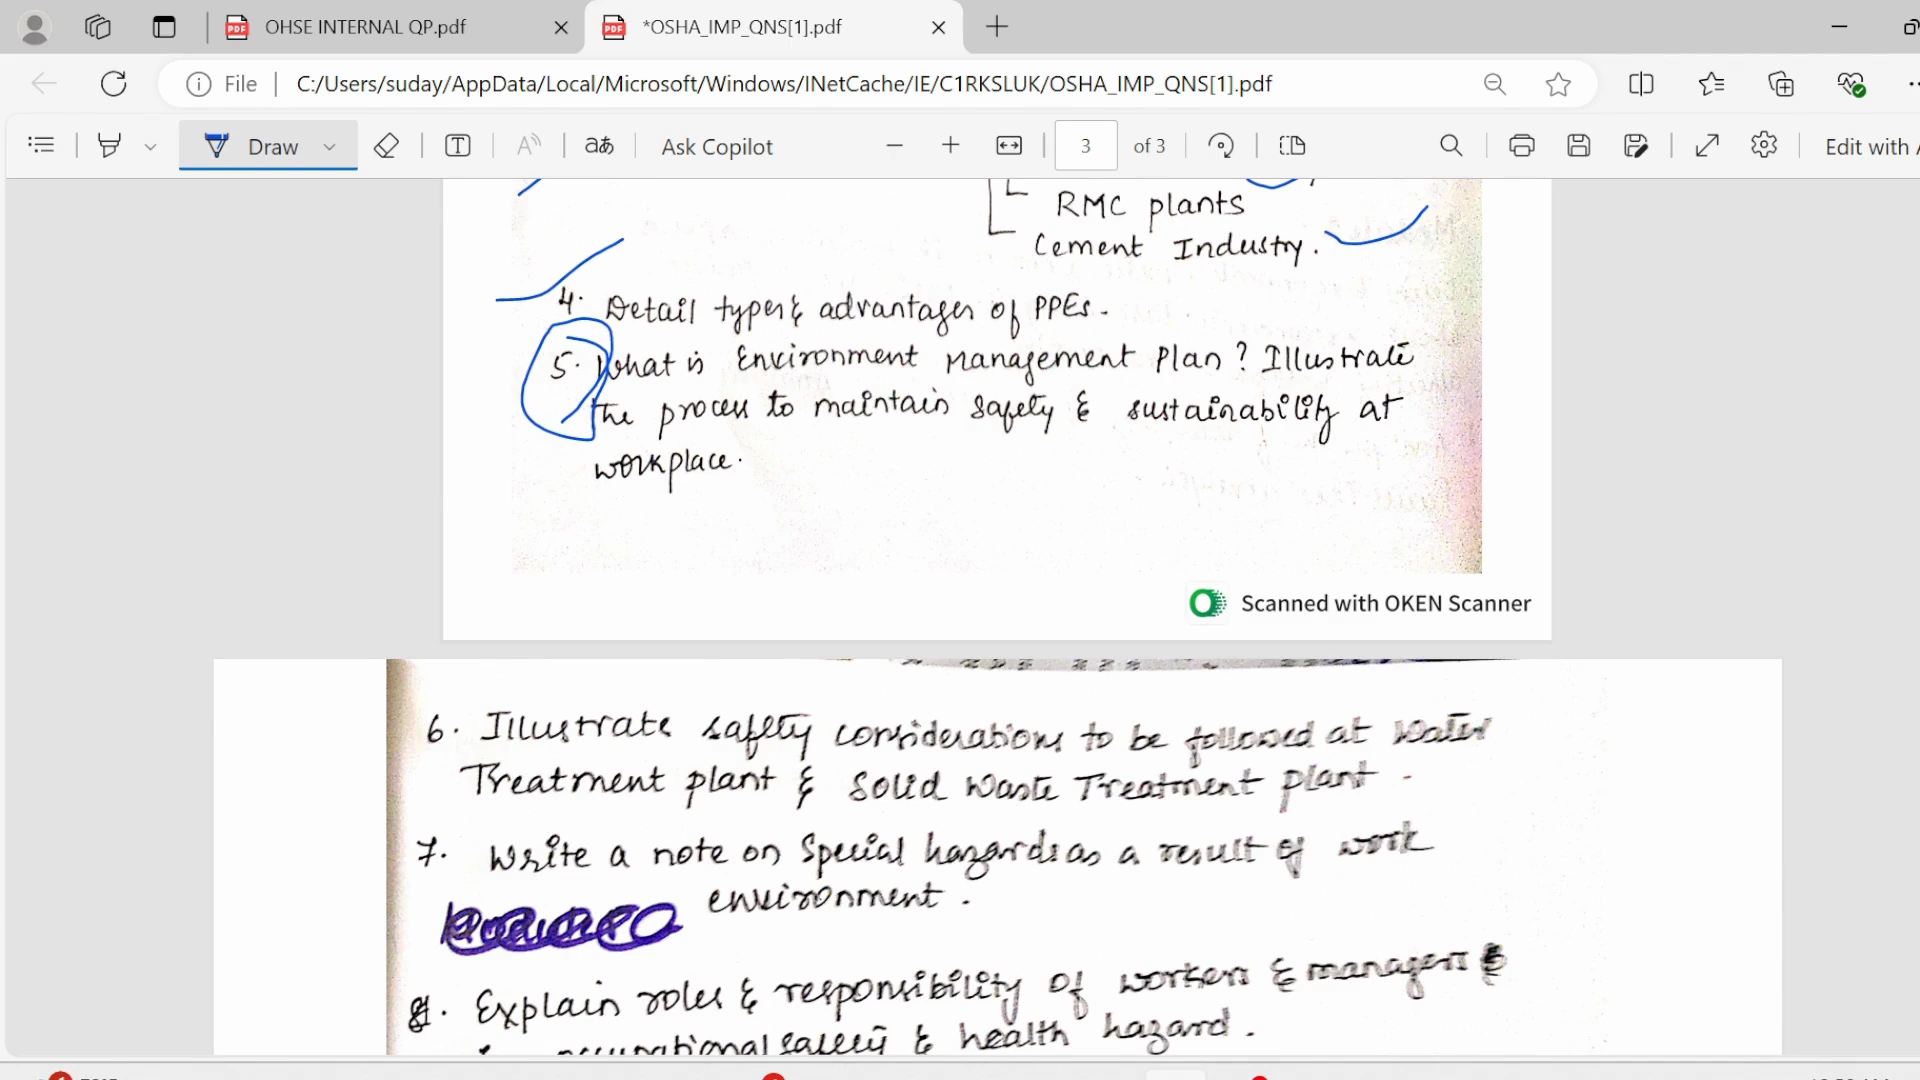 OHSE INTERNAL QP.pdf
*OSHA_IMP_QNS[1].pdf
File
C:/Users/suday/AppData/Local/Microsoft/Windows/INetCache/IE/C1RKSLUK/OSHA_IMP_QNS[1].pdf
Draw
Ask Copilot
3 of 3
Edit with A
RMC plants
Cement Industry.
4. Detail types & advantages of PPEs.
5. What is Environment Management Plan? Illustrate
the process to maintain safety & sustainability at
workplace.
Scanned with OKEN Scanner
6. Illustrate safety considerations to be followed at Water
Treatment plant & Solid Waste Treatment plant.
7. Write a note on Special hazards as a result of work
environment.
8. Explain roles & responsibility of workers & managers
occupational safety & health hazard.